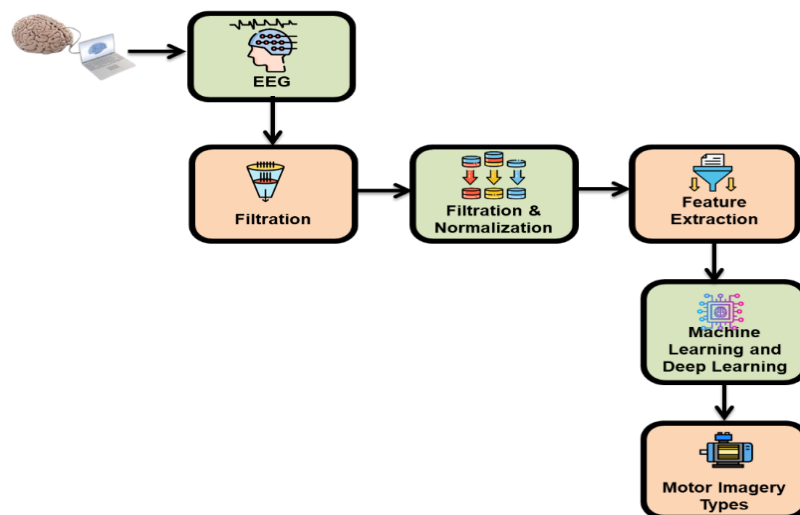 EEG
Filtration
Filtration &
Normalization
Feature
Extraction
Machine
Learning and
Deep Learning
Motor Imagery
Types